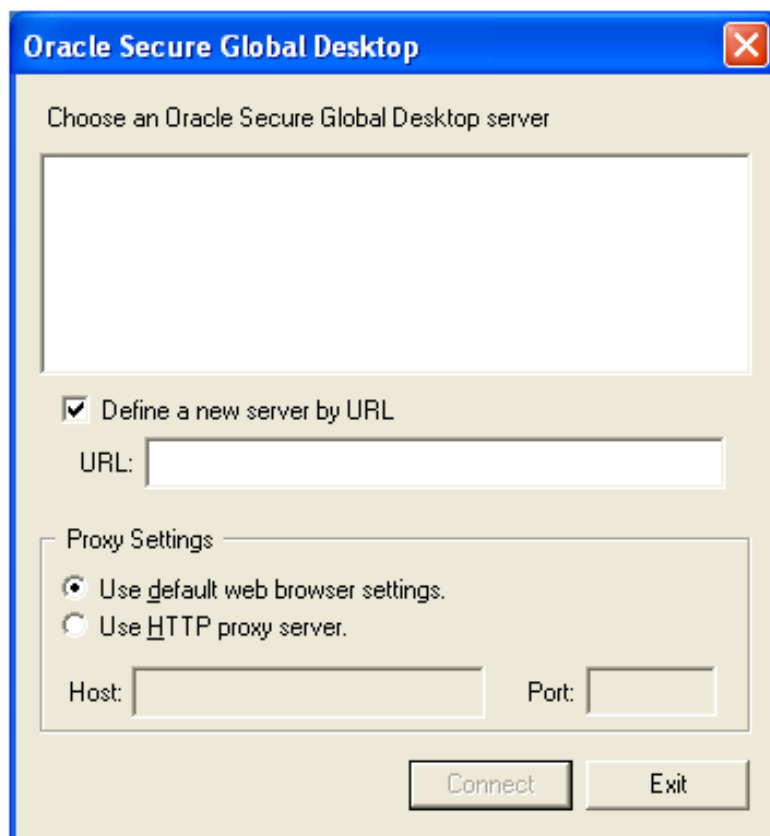 Oracle Secure Global Desktop
Choose an Oracle Secure Global Desktop server
Define a new server by URL
URL:
Proxy Settings
Use default web browser settings.
Use HTTP proxy server.
Host: Port:
Connect Exit